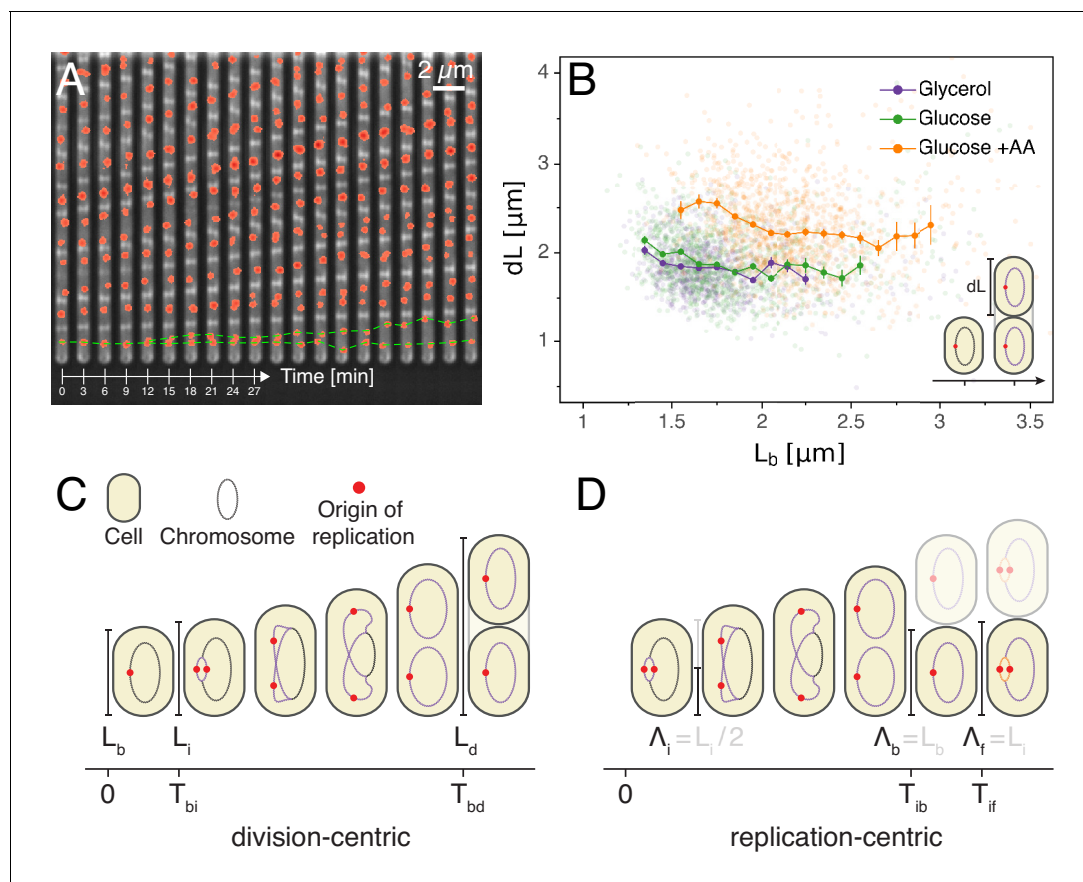 A
2 μm
Time [min]
0 3 6 9 12 15 18 21 24 27
B
4
3
2
1
dL [μm]
Glycerol
Glucose
Glucose +AA
dL
1 1.5 2 2.5 3 3.5
L_b [μm]
C
Cell
Chromosome
Origin of
replication
L_b L_i L_d
0 T_bi T_bd
division-centric
D
Λ_i = L_i / 2 Λ_b = L_b Λ_f = L_i
0 T_ib T_if
replication-centric